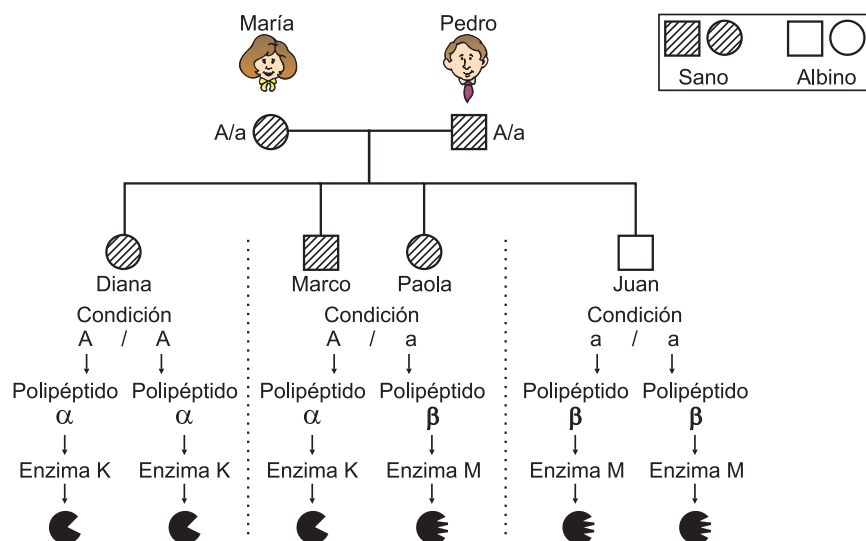 María Pedro
Sano Albino
A/a A/a
Diana Marco Paola Juan
Condición Condición Condición
A / A A / a a / a
Polipéptido Polipéptido Polipéptido Polipéptido Polipéptido Polipéptido
α α α β β β
Enzima K Enzima K Enzima K Enzima M Enzima M Enzima M